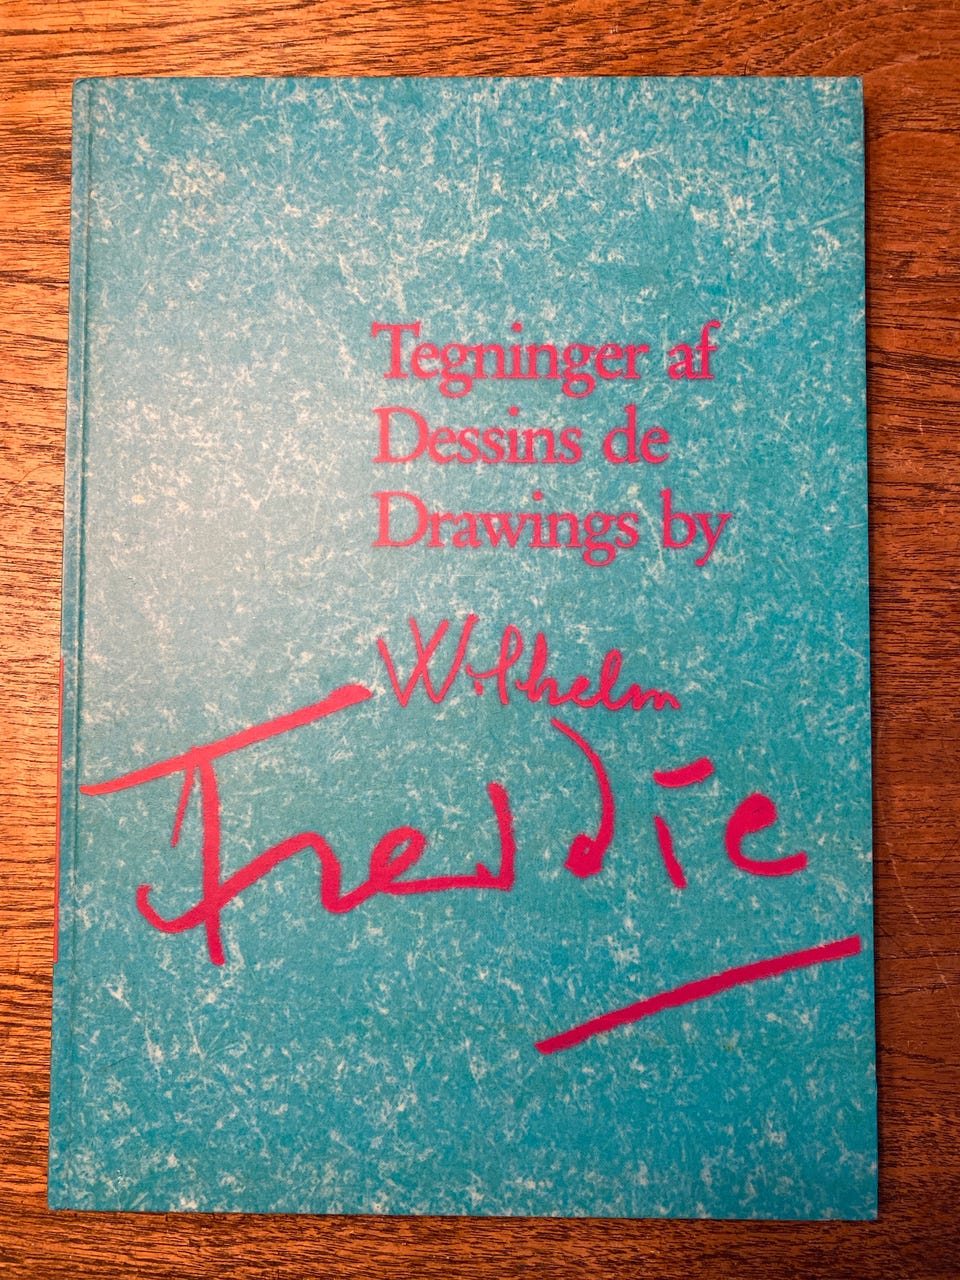 Tegninger af
Dessins de
Drawings by
Wilhelm
Freddie